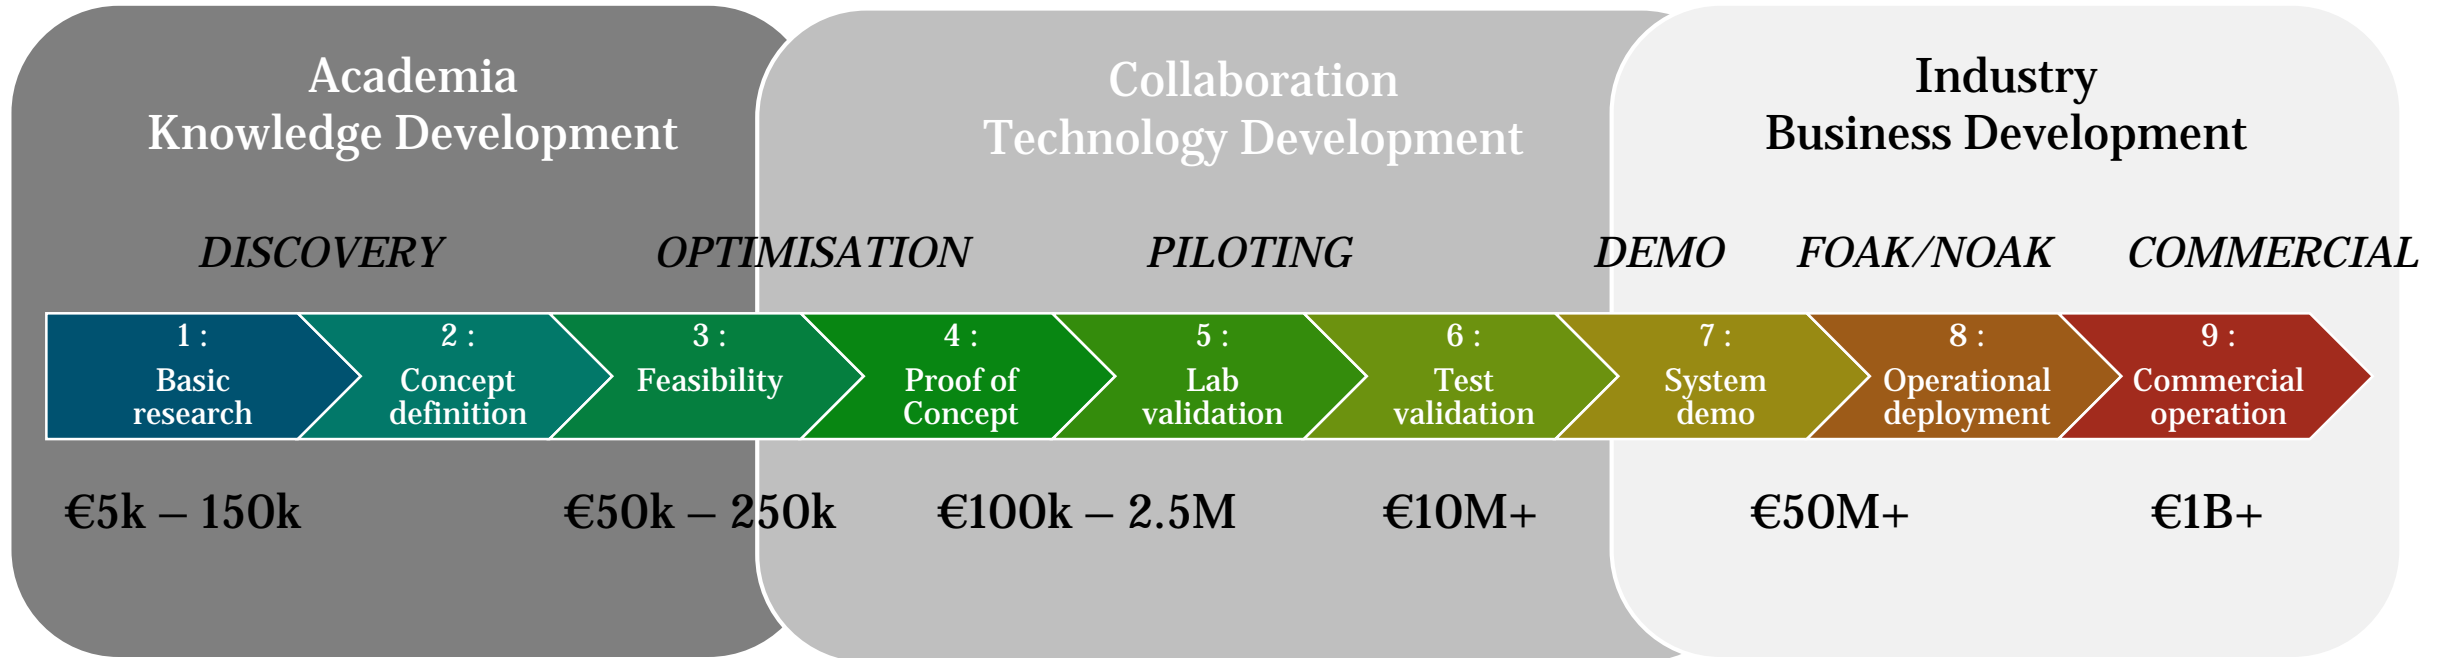 Academia
Knowledge Development
Collaboration
Technology Development
Industry
Business Development
DISCOVERY
OPTIMISATION
PILOTING
DEMO
FOAK/NOAK
COMMERCIAL
1 :
Basic
research
2 :
Concept
definition
3 :
Feasibility
4 :
Proof of
Concept
5 :
Lab
validation
6 :
Test
validation
7 :
System
demo
8 :
Operational
deployment
9 :
Commercial
operation
€5k – 150k
€50k – 250k
€100k – 2.5M
€10M+
€50M+
€1B+